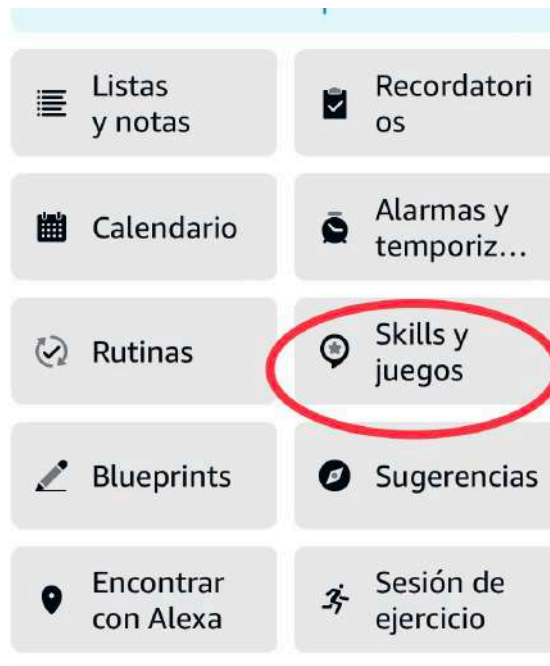 Listas
y notas
Recordatori
os
Calendario
Alarmas y
temporiz...
Rutinas
Skills y
juegos
Blueprints
Sugerencias
Encontrar
con Alexa
Sesión de
ejercicio